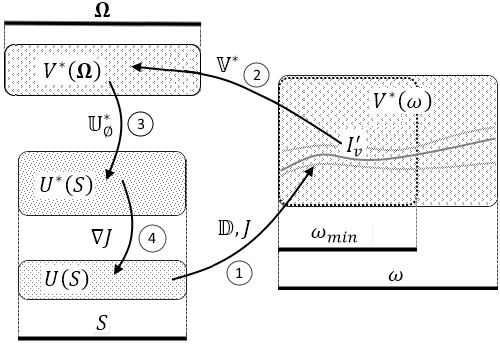 𝛀
V*(𝛀)
𝕍*
2
V*(ω)
𝕌*∅
3
I′v
U*(S)
∇J
4
𝔻, J
1
ωmin
U(S)
ω
S